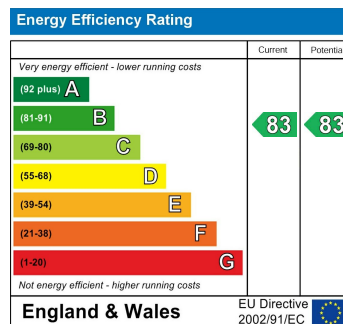 Energy Efficiency Rating
Current
Potential
Very energy efficient - lower running costs
(92 plus) A
(81-91) B
83
83
(69-80) C
(55-68) D
(39-54) E
(21-38) F
(1-20) G
Not energy efficient - higher running costs
England & Wales
EU Directive
2002/91/EC